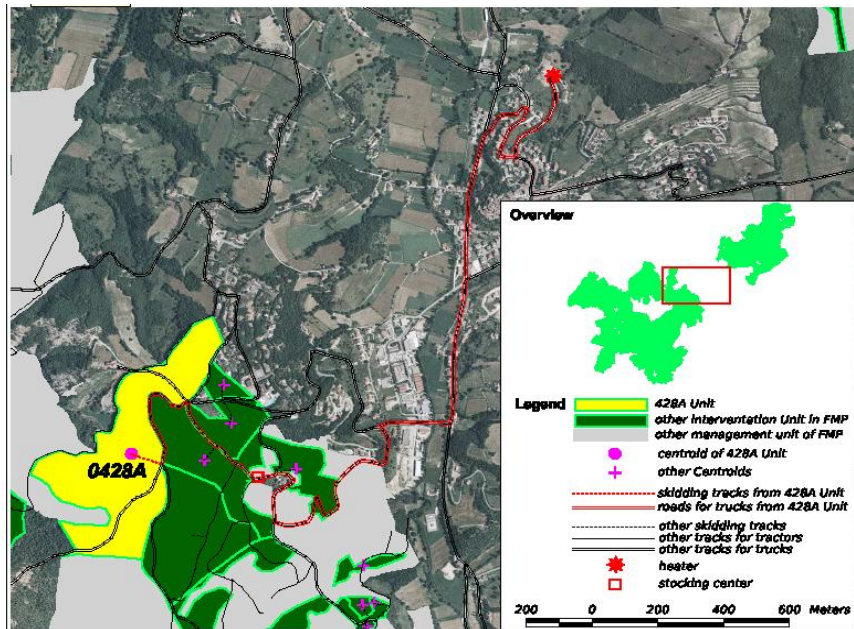 Overview
0428A
Legend
428A Unit
other intervention Unit in FMP
other management unit of FMP
centroid of 428A Unit
other Centroids
skidding tracks from 428A Unit
roads for trucks from 428A Unit
other skidding tracks
other tracks for tractors
other tracks for trucks
heater
stocking center
200 0 200 400 600 Meters